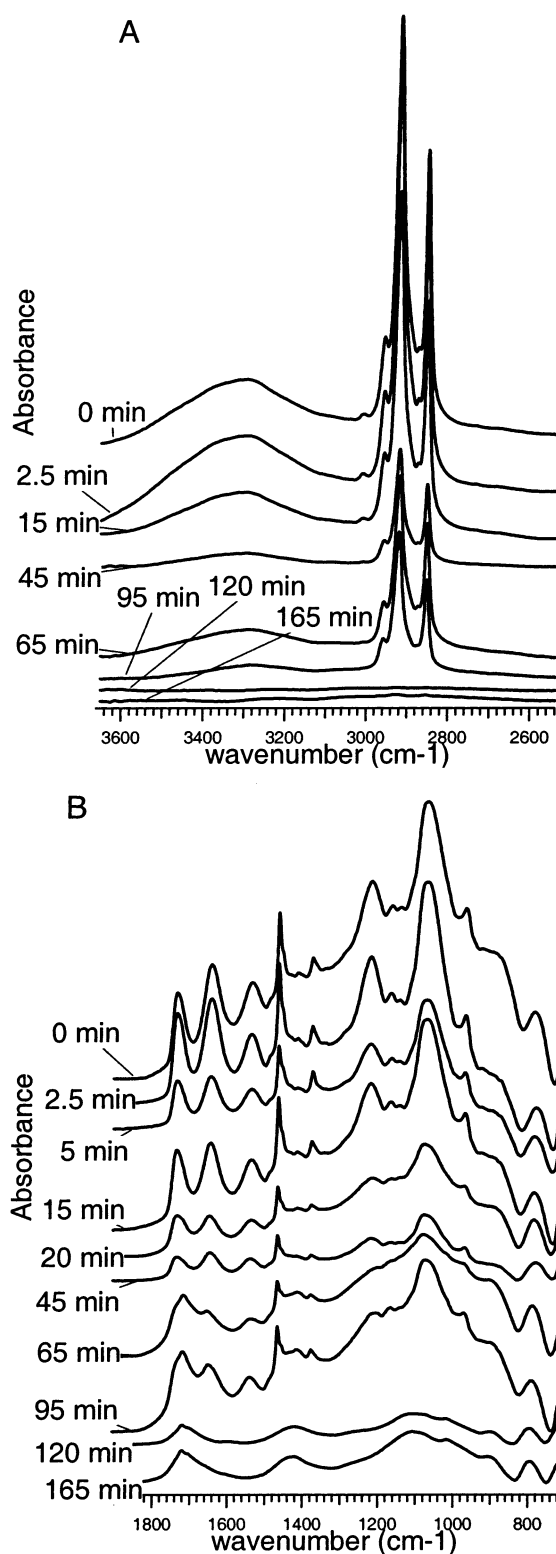 A
Absorbance
0 min
2.5 min
15 min
45 min
95 min
120 min
165 min
65 min
3600 3400 3200 3000 2800 2600
wavenumber (cm-1)
B
Absorbance
0 min
2.5 min
5 min
15 min
20 min
45 min
65 min
95 min
120 min
165 min
1800 1600 1400 1200 1000 800
wavenumber (cm-1)